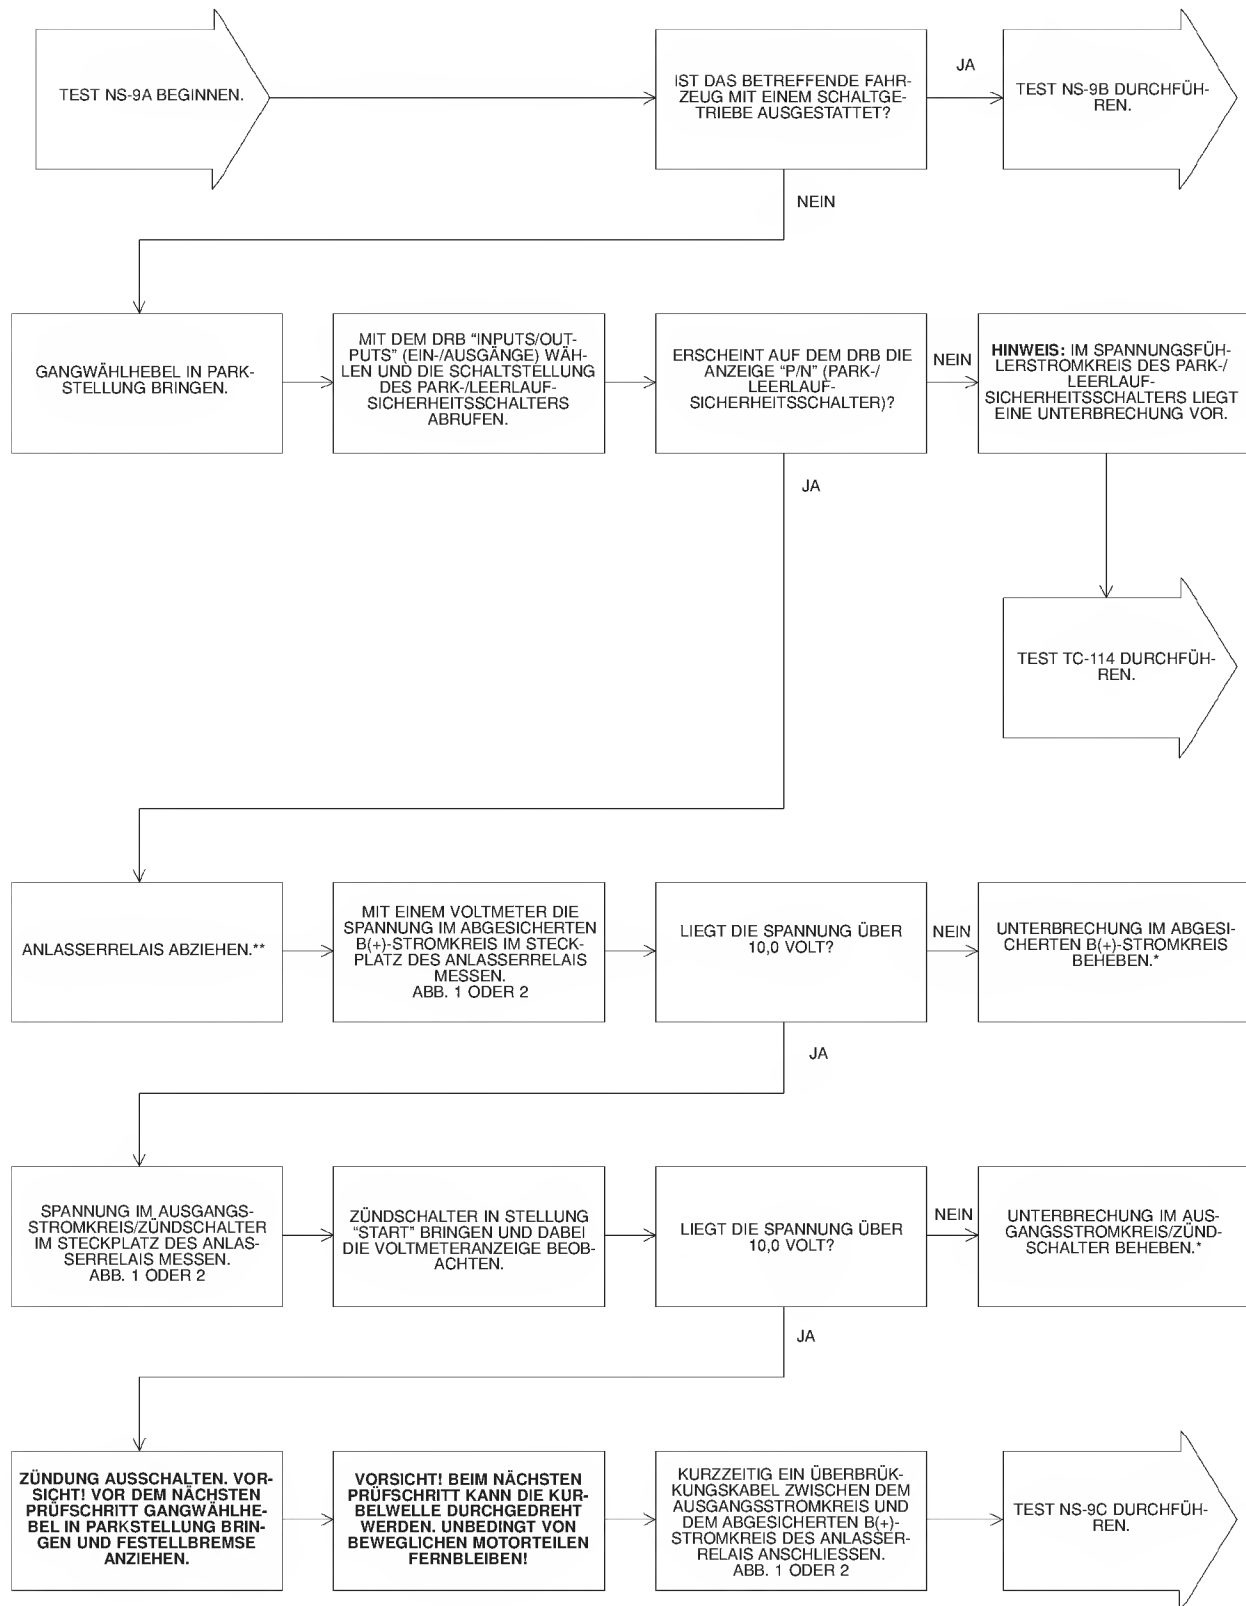 TEST NS-9A BEGINNEN.
IST DAS BETREFFENDE FAHR-
ZEUG MIT EINEM SCHALTGE-
TRIEBE AUSGESTATTET?
JA
TEST NS-9B DURCHFÜH-
REN.
NEIN
GANGWÄHLHEBEL IN PARK-
STELLUNG BRINGEN.
MIT DEM DRB “INPUTS/OUT-
PUTS” (EIN-/AUSGÄNGE) WÄH-
LEN UND DIE SCHALTSTELLUNG
DES PARK-/LEERLAUF-
SICHERHEITSSCHALTERS
ABRUFEN.
ERSCHEINT AUF DEM DRB DIE
ANZEIGE “P/N” (PARK-/
LEERLAUF-
SICHERHEITSSCHALTER)?
NEIN
HINWEIS: IM SPANNUNGSFÜH-
LERSTROMKREIS DES PARK-/
LEERLAUF-
SICHERHEITSSCHALTERS LIEGT
EINE UNTERBRECHUNG VOR.
JA
TEST TC-114 DURCHFÜH-
REN.
ANLASSERRELAIS ABZIEHEN.**
MIT EINEM VOLTMETER DIE
SPANNUNG IM ABGESICHERTEN
B(+)-STROMKREIS IM STECK-
PLATZ DES ANLASSERRELAIS
MESSEN.
ABB. 1 ODER 2
LIEGT DIE SPANNUNG ÜBER
10,0 VOLT?
NEIN
UNTERBRECHUNG IM ABGESI-
CHERTEN B(+)-STROMKREIS
BEHEBEN.*
JA
SPANNUNG IM AUSGANGS-
STROMKREIS/ZÜNDSCHALTER
IM STECKPLATZ DES ANLAS-
SERRELAIS MESSEN.
ABB. 1 ODER 2
ZÜNDSCHALTER IN STELLUNG
“START” BRINGEN UND DABEI
DIE VOLTMETERANZEIGE BEOB-
ACHTEN.
LIEGT DIE SPANNUNG ÜBER
10,0 VOLT?
NEIN
UNTERBRECHUNG IM AUS-
GANGSSTROMKREIS/ZÜND-
SCHALTER BEHEBEN.*
JA
ZÜNDUNG AUSSCHALTEN. VOR-
SICHT! VOR DEM NÄCHSTEN
PRÜFSCHRITT GANGWÄHLHE-
BEL IN PARKSTELLUNG BRIN-
GEN UND FESTELLBREMSE
ANZIEHEN.
VORSICHT! BEIM NÄCHSTEN
PRÜFSCHRITT KANN DIE KUR-
BELWELLE DURCHGEDREHT
WERDEN. UNBEDINGT VON
BEWEGLICHEN MOTORTEILEN
FERNBLEIBEN!
KURZZEITIG EIN ÜBERBRÜK-
KUNGSKABEL ZWISCHEN DEM
AUSGANGSSTROMKREIS UND
DEM ABGESICHERTEN B(+)-
STROMKREIS DES ANLASSER-
RELAIS ANSCHLIESSEN.
ABB. 1 ODER 2
TEST NS-9C DURCHFÜH-
REN.